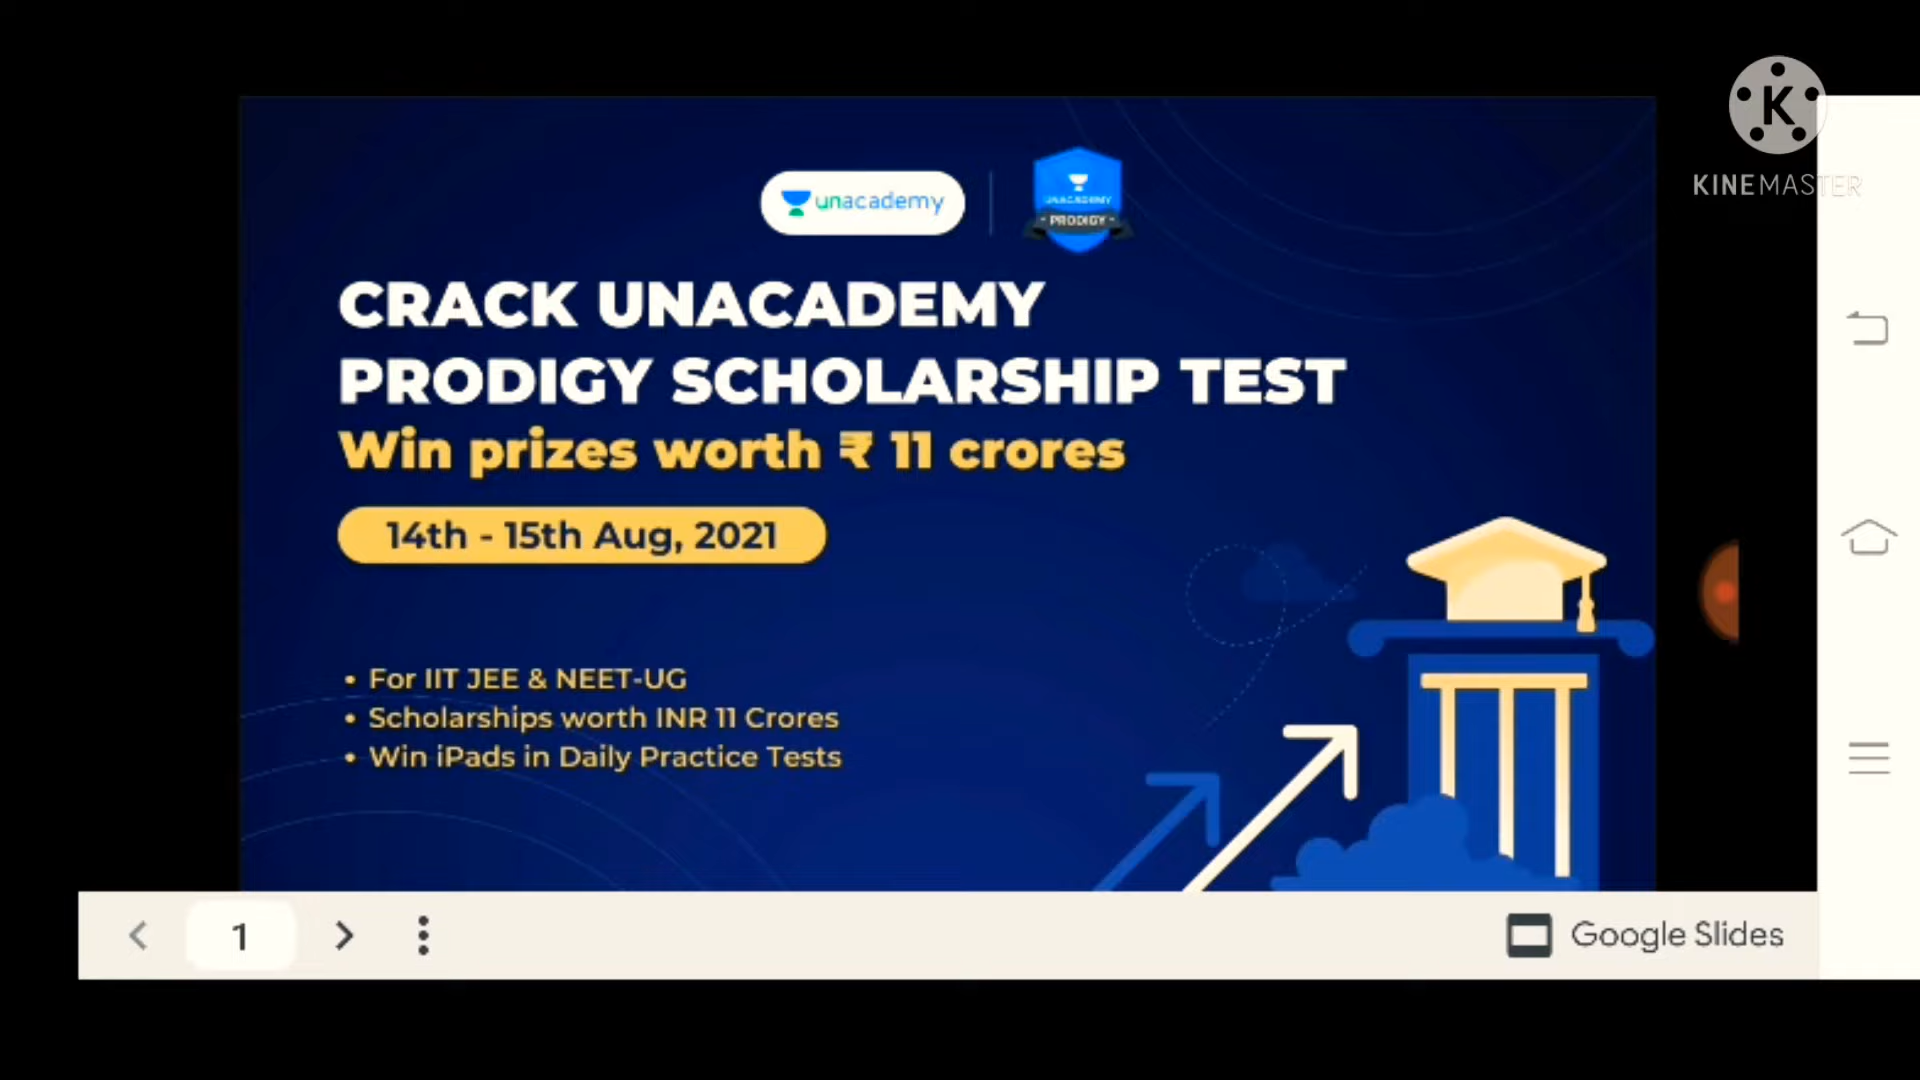 KINEMASTER
unacademy
UNACADEMY
PRODIGY
CRACK UNACADEMY
PRODIGY SCHOLARSHIP TEST
Win prizes worth ₹ 11 crores
14th - 15th Aug, 2021
• For IIT JEE & NEET-UG
• Scholarships worth INR 11 Crores
• Win iPads in Daily Practice Tests
1
Google Slides